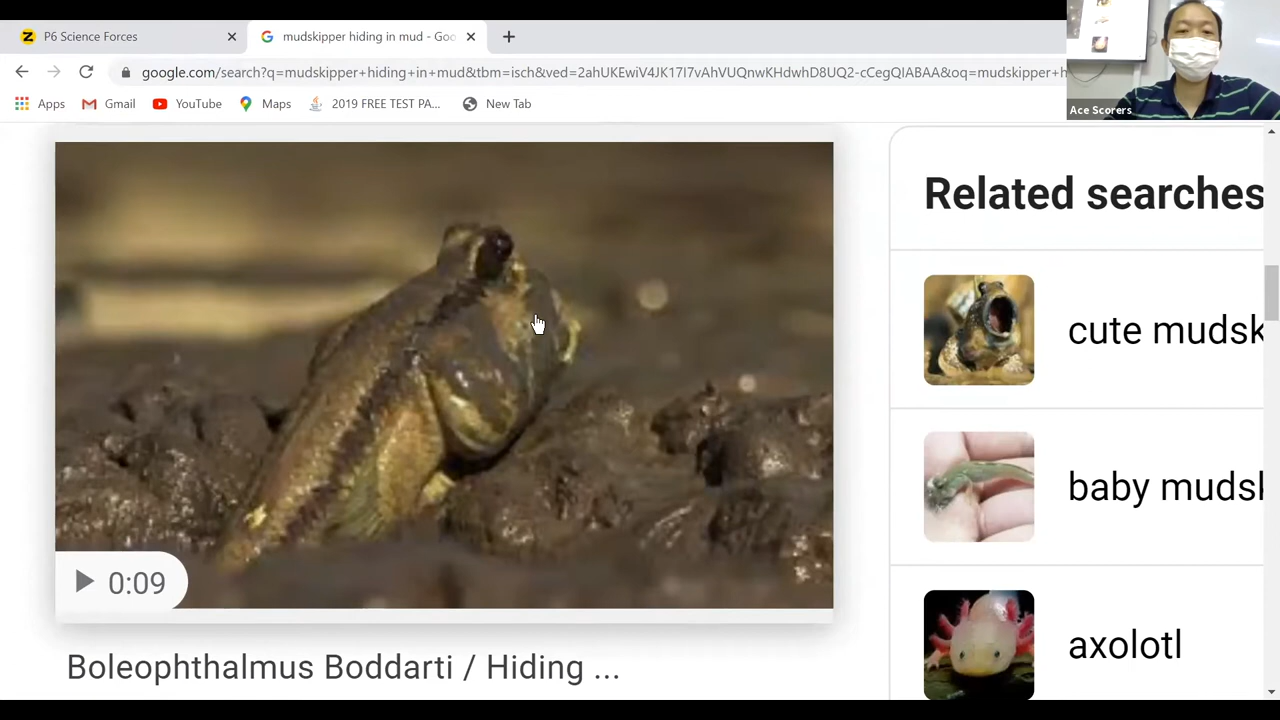 P6 Science Forces
mudskipper hiding in mud - Goo
google.com/search?q=mudskipper+hiding+in+mud&tbm=isch&ved=2ahUKEwiV4JK17I7vAhVUQnwKHdwhD8UQ2-cCegQIABAA&oq=mudskipper+h
Apps
Gmail
YouTube
Maps
2019 FREE TEST PA...
New Tab
Ace Scorers
Related searches
cute mudsk
baby mudsk
axolotl
0:09
Boleophthalmus Boddarti / Hiding ...